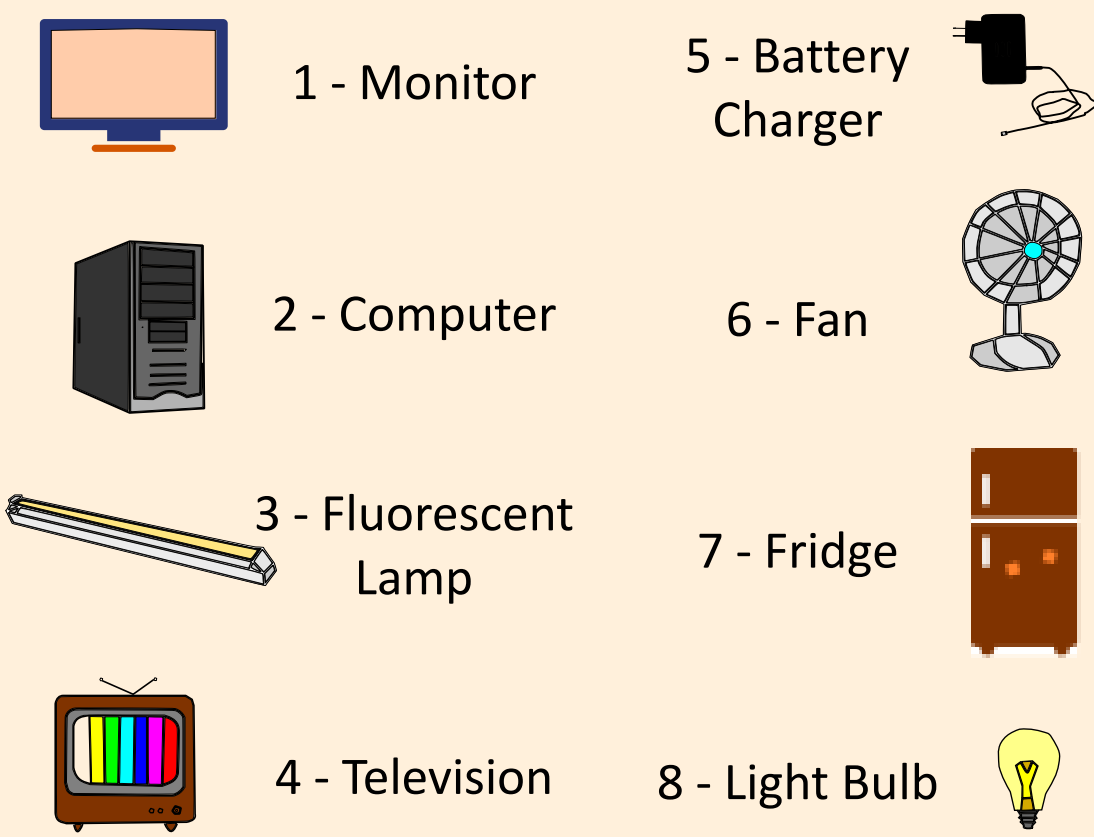 1 - Monitor
2 - Computer
3 - Fluorescent
Lamp
4 - Television
5 - Battery
Charger
6 - Fan
7 - Fridge
8 - Light Bulb